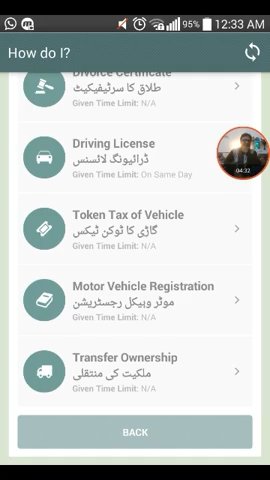 95% 12:33 AM
How do I?
Divorce Certificate
طلاق کا سرٹیفیکیٹ
Given Time Limit: N/A
Driving License
ڈرائیونگ لائسنس
Given Time Limit: On Same Day
04:32
Token Tax of Vehicle
گاڑی کا ٹوکن ٹیکس
Given Time Limit: N/A
Motor Vehicle Registration
موٹر وہیکل رجسٹریشن
Given Time Limit: N/A
Transfer Ownership
ملکیت کی منتقلی
Given Time Limit: N/A
BACK